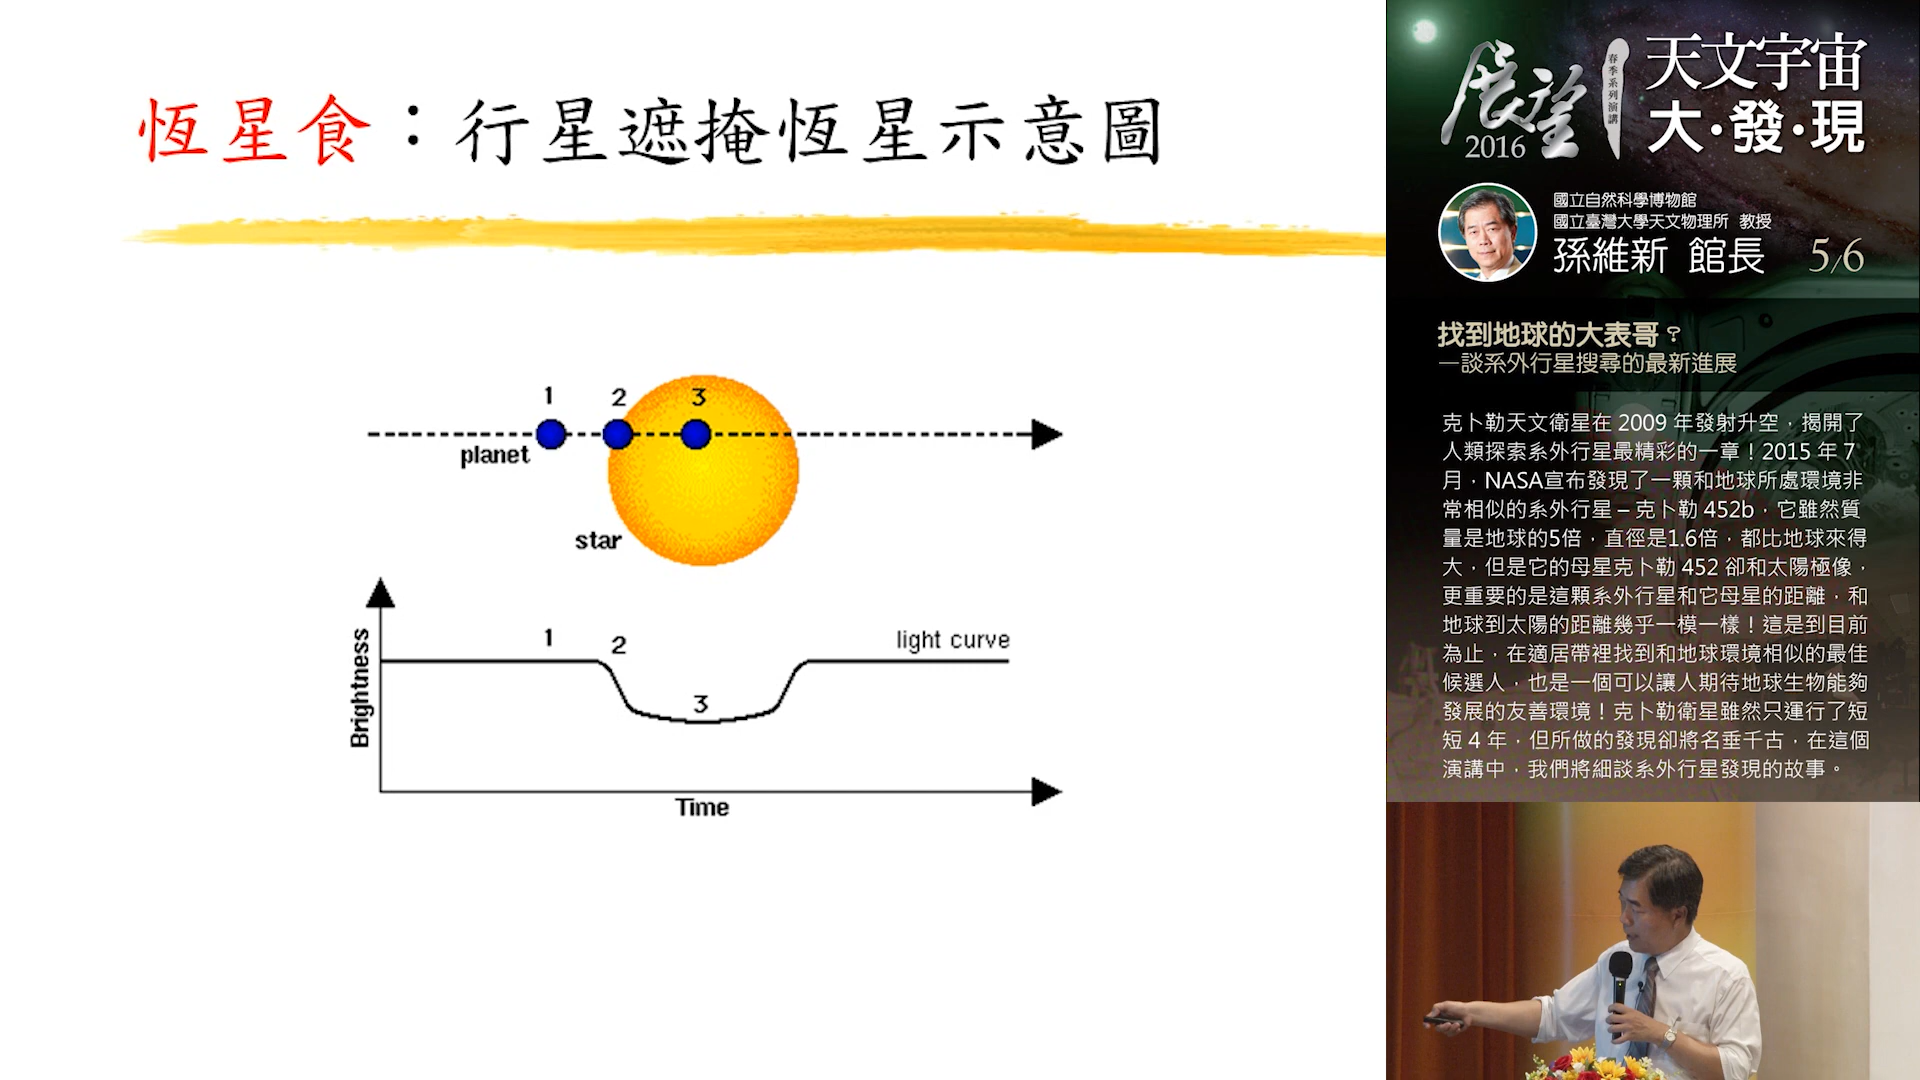 恆星食：行星遮掩恆星示意圖
1
2
3
planet
star
Brightness
1
2
3
light curve
Time
展望
2016
春季系列演講
天文宇宙
大·發·現
國立自然科學博物館
國立臺灣大學天文物理所 教授
孫維新 館長
5/6
找到地球的大表哥？
—談系外行星搜尋的最新進展
克卜勒天文衛星在 2009 年發射升空，揭開了
人類探索系外行星最精彩的一章！2015 年 7
月，NASA宣布發現了一顆和地球所處環境非
常相似的系外行星 – 克卜勒 452b，它雖然質
量是地球的5倍，直徑是1.6倍，都比地球來得
大，但是它的母星克卜勒 452 卻和太陽極像，
更重要的是這顆系外行星和它母星的距離，和
地球到太陽的距離幾乎一模一樣！這是到目前
為止，在適居帶裡找到和地球環境相似的最佳
候選人，也是一個可以讓人期待地球生物能夠
發展的友善環境！克卜勒衛星雖然只運行了短
短 4 年，但所做的發現卻將名垂千古，在這個
演講中，我們將細談系外行星發現的故事。